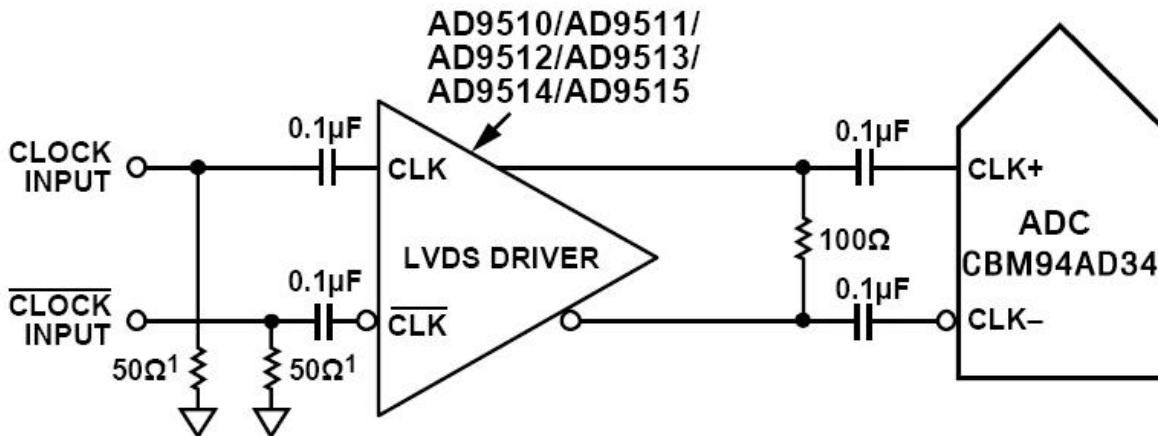 AD9510/AD9511/
AD9512/AD9513/
AD9514/AD9515
0.1µF
0.1µF
CLOCK
INPUT
CLK
CLK+
ADC
CBM94AD34
LVDS DRIVER
100Ω
0.1µF
0.1µF
CLOCK
INPUT
CLK
CLK–
50Ω¹
50Ω¹